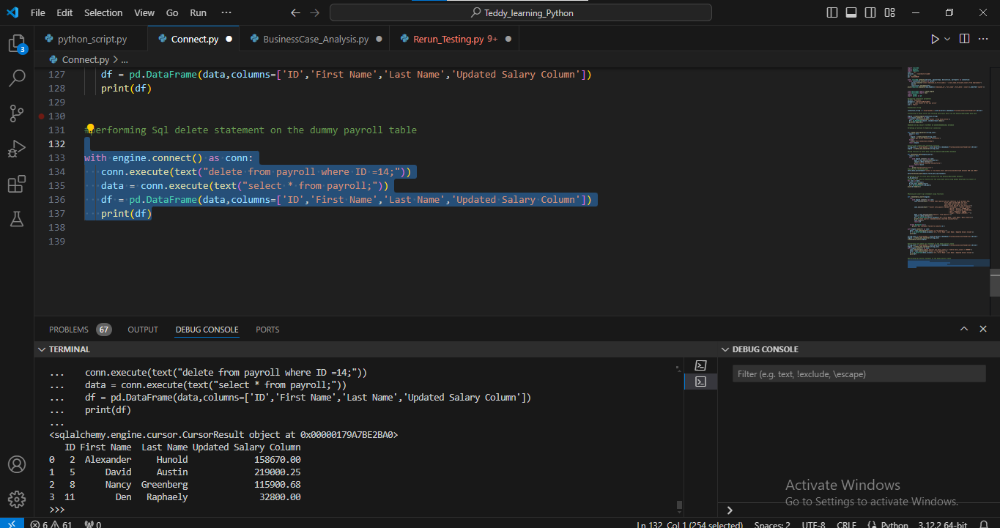 File Edit Selection View Go Run ··· Teddy_learning_Python
3
python_script.py Connect.py BusinessCase_Analysis.py Rerun_Testing.py 9+
Connect.py > ...
127 df = pd.DataFrame(data,columns=['ID','First Name','Last Name','Updated Salary Column'])
128 print(df)
129
130
131 #performing Sql delete statement on the dummy payroll table
132
133 with engine.connect() as conn:
134 conn.execute(text("delete from payroll where ID =14;"))
135 data = conn.execute(text("select * from payroll;"))
136 df = pd.DataFrame(data,columns=['ID','First Name','Last Name','Updated Salary Column'])
137 print(df)
138
139
PROBLEMS 67 OUTPUT DEBUG CONSOLE PORTS
TERMINAL
... conn.execute(text("delete from payroll where ID =14;"))
... data = conn.execute(text("select * from payroll;"))
... df = pd.DataFrame(data,columns=['ID','First Name','Last Name','Updated Salary Column'])
... print(df)
...
<sqlalchemy.engine.cursor.CursorResult object at 0x00000179A7BE2BA0>
ID First Name Last Name Updated Salary Column
0 2 Alexander Hunold 158670.00
1 5 David Austin 219000.25
2 8 Nancy Greenberg 115900.68
3 11 Den Raphaely 32800.00
>>>
DEBUG CONSOLE
Filter (e.g. text, !exclude, \escape)
Activate Windows
Go to Settings to activate Windows.
6 61 0 Ln 132, Col 1 (254 selected) Spaces: 2 UTF-8 CRLF Python 3.12.2 64-bit